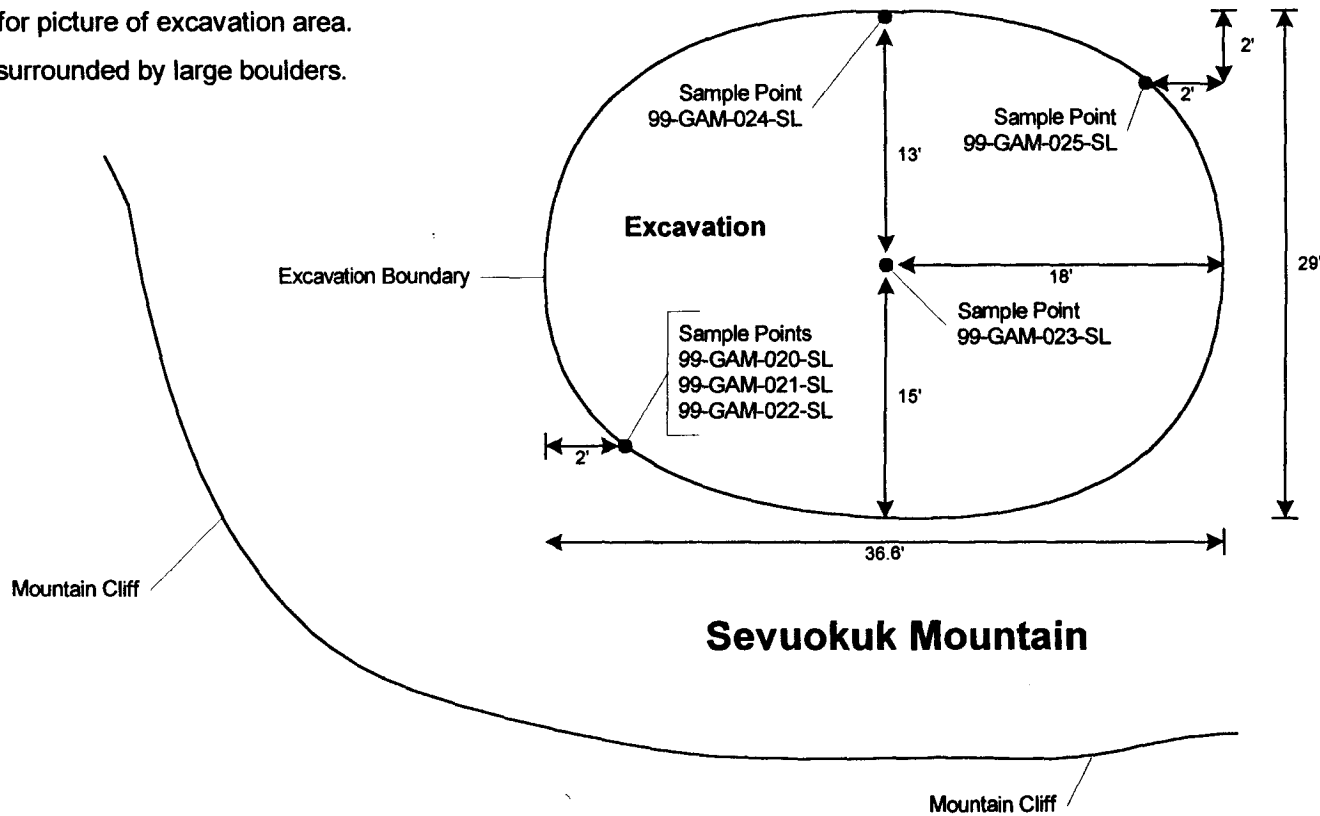 for picture of excavation area.
surrounded by large boulders.
Sample Point
99-GAM-024-SL
2'
2'
Sample Point
99-GAM-025-SL
13'
Excavation
Excavation Boundary
18'
29'
Sample Point
99-GAM-023-SL
Sample Points
99-GAM-020-SL
99-GAM-021-SL
99-GAM-022-SL
15'
2'
36.6'
Mountain Cliff
Sevuokuk Mountain
Mountain Cliff